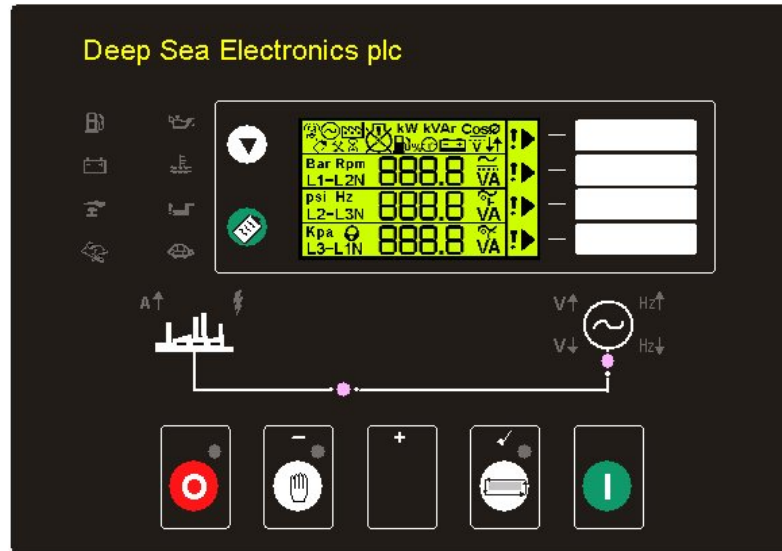 Deep Sea Electronics plc
kW kVAr CosØ
Bar Rpm
888.8
L1-L2N
VA
psi Hz
888.8
L2-L3N
VA
Kpa
888.8
L3-L1N
VA
A
V
Hz
V
Hz